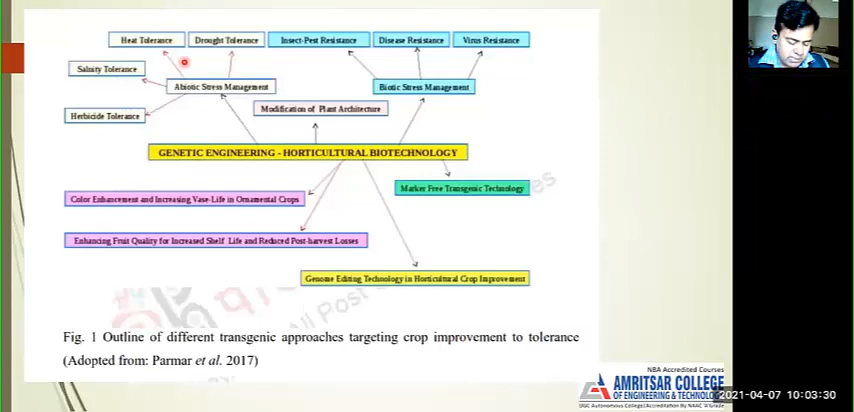 Heat Tolerance
Drought Tolerance
Insect-Pest Resistance
Disease Resistance
Virus Resistance
Salnity Tolerance
Abiotic Stress Management
Biotic Stress Management
Herbicide Tolerance
Modification of Plant Architecture
GENETIC ENGINEERING - HORTICULTURAL BIOTECHNOLOGY
Marker Free Transgenic Technology
Color Enhancement and Increasing Vase-Life in Ornamental Crops
Enhancing Fruit Quality for Increased Shelf Life and Reduced Post-harvest Losses
Genome Editing Technology in Horticultural Crop Improvement
All Post
Fig. 1 Outline of different transgenic approaches targeting crop improvement to tolerance
(Adopted from: Parmar et al. 2017)
NBA Accredited Courses
AMRITSAR COLLEGE
OF ENGINEERING & TECHNOLOG
UGC Autonomous College|Accreditation by NAAC
2021-04-07 10:03:30